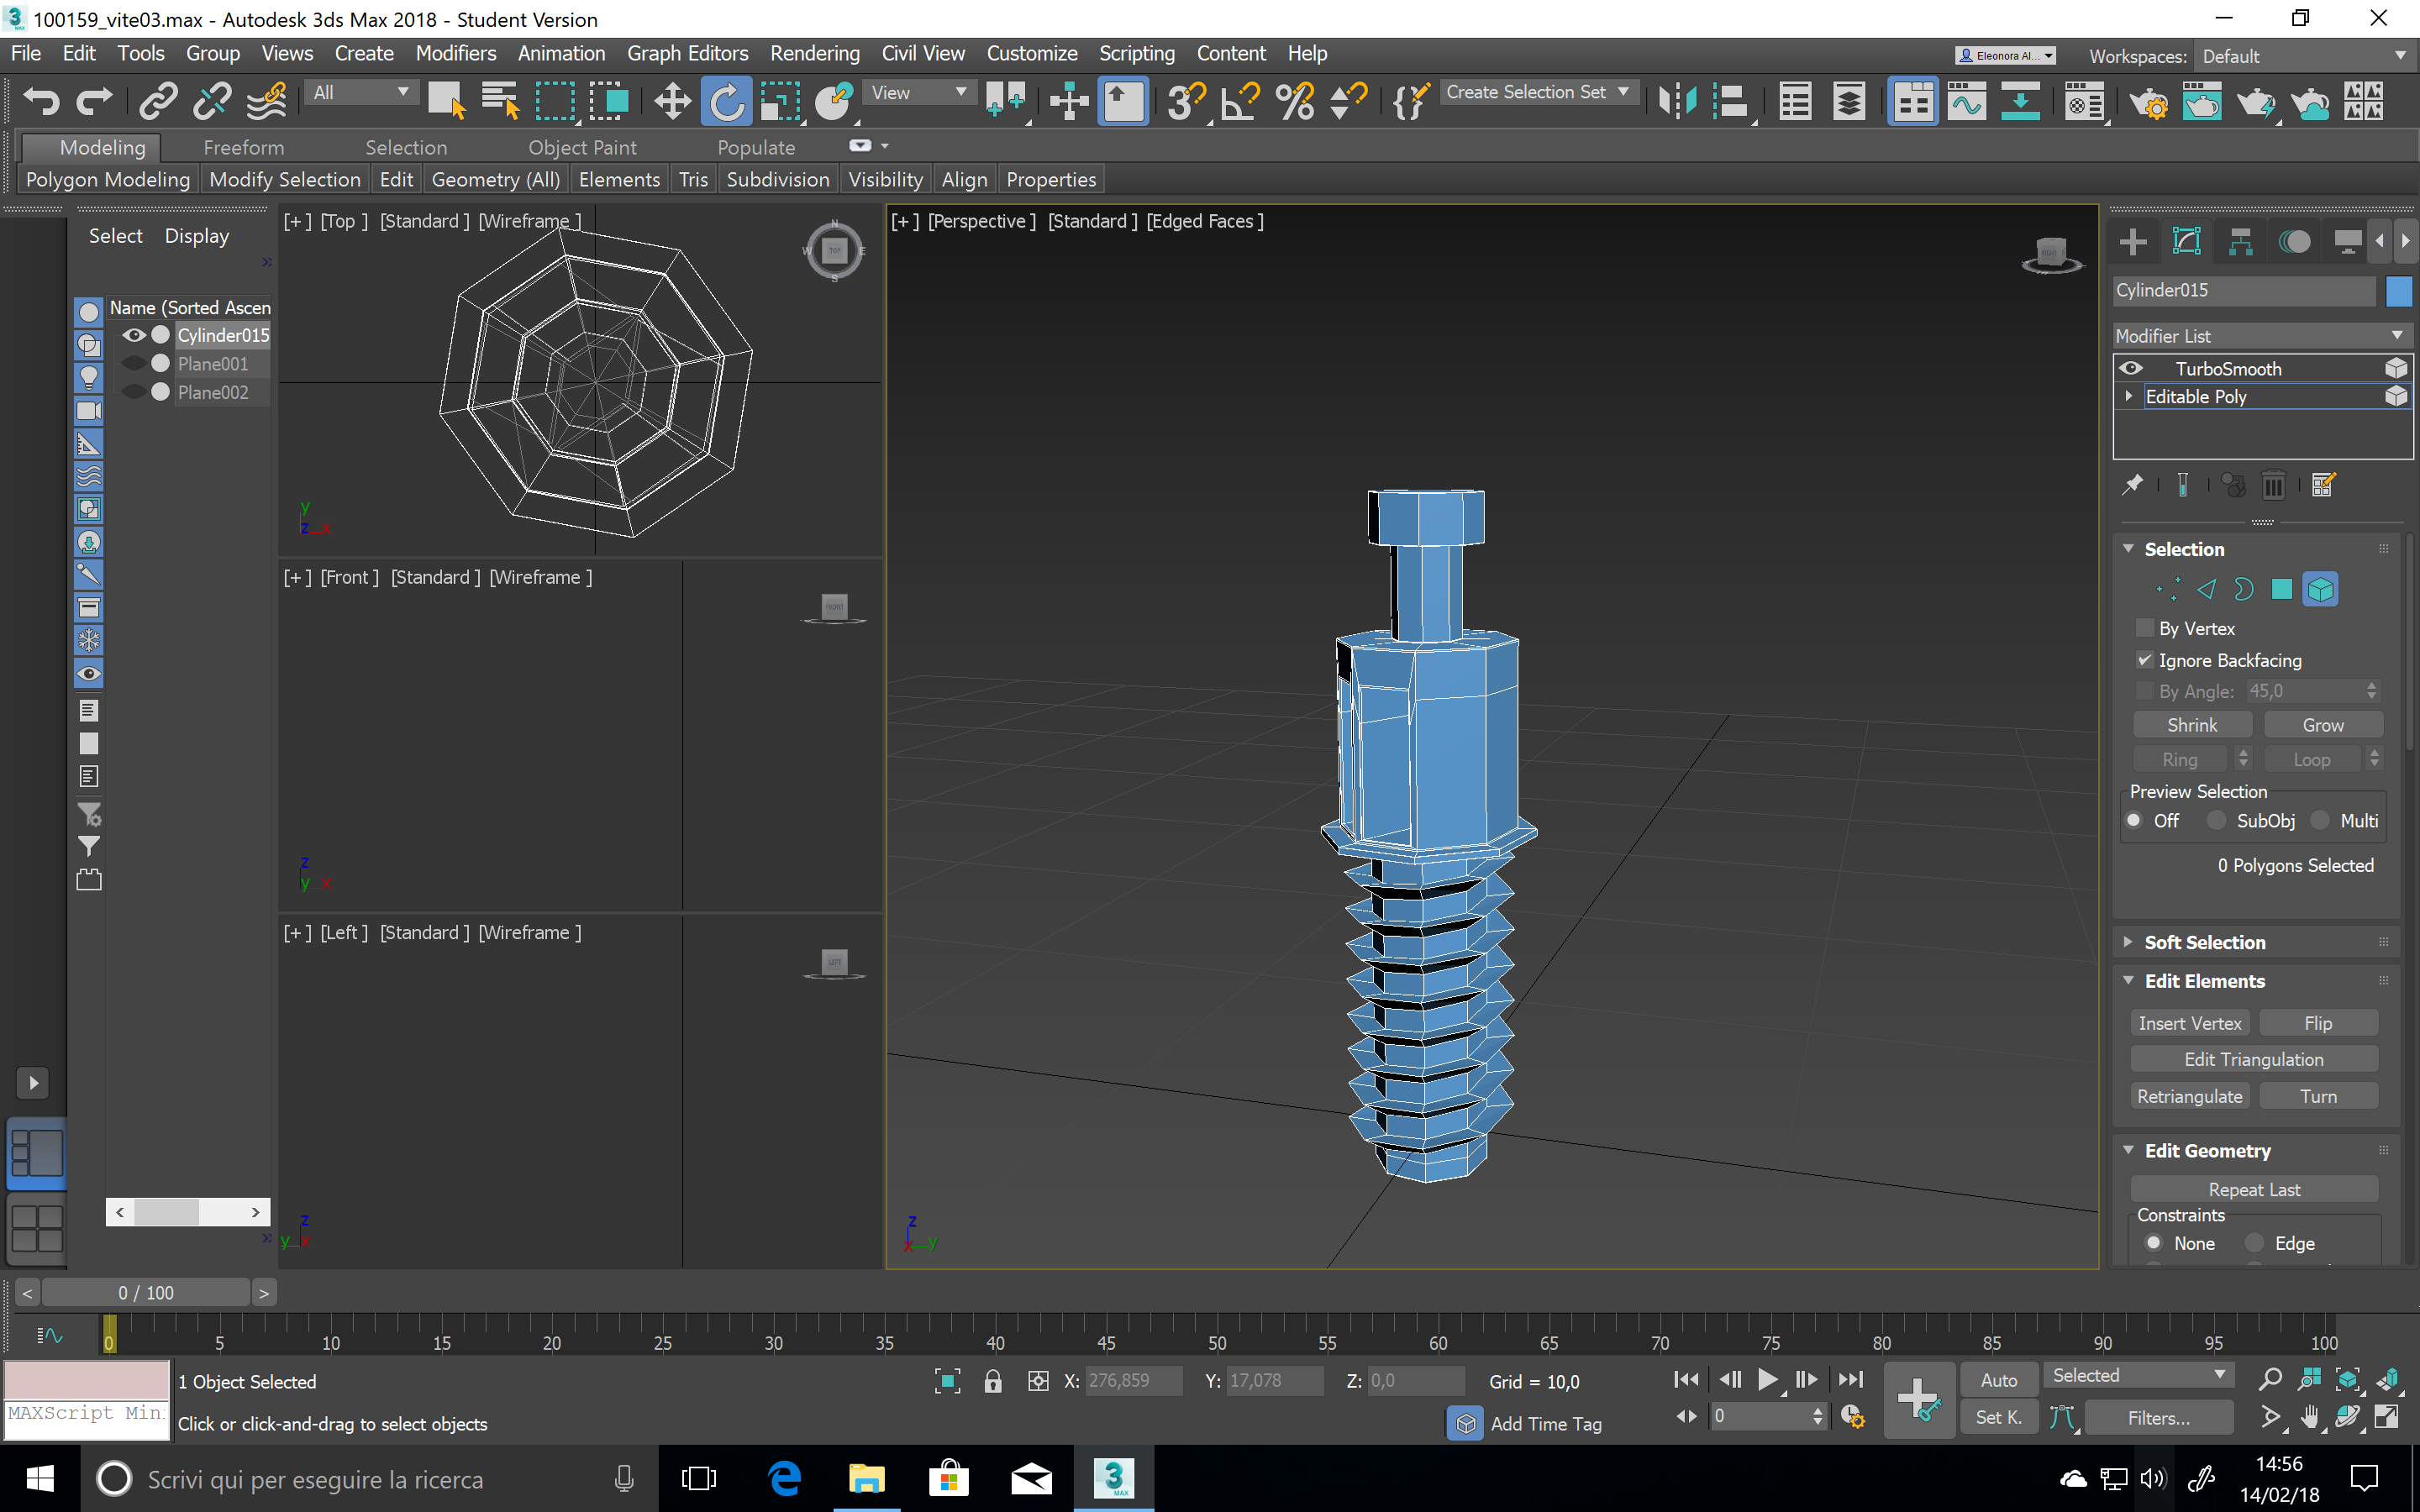 100159_vite03.max - Autodesk 3ds Max 2018 - Student Version
File Edit Tools Group Views Create Modifiers Animation Graph Editors Rendering Civil View Customize Scripting Content Help
Eleonora Al... Workspaces: Default
All View Create Selection Set
Modeling Freeform Selection Object Paint Populate
Polygon Modeling Modify Selection Edit Geometry (All) Elements Tris Subdivision Visibility Align Properties
Select Display
Name (Sorted Ascen
Cylinder015
Plane001
Plane002
[+] [Top ] [Standard ] [Wireframe ]
N
W TOP E
S
y
z x
[+] [Front ] [Standard ] [Wireframe ]
FRONT
z
y x
[+] [Left ] [Standard ] [Wireframe ]
LEFT
z
y x
[+] [Perspective ] [Standard ] [Edged Faces ]
RIGHT
z
x y
Cylinder015
Modifier List
TurboSmooth
Editable Poly
Selection
By Vertex
Ignore Backfacing
By Angle: 45,0
Shrink Grow
Ring Loop
Preview Selection
Off SubObj Multi
0 Polygons Selected
Soft Selection
Edit Elements
Insert Vertex Flip
Edit Triangulation
Retriangulate Turn
Edit Geometry
Repeat Last
Constraints
None Edge
< 0 / 100 >
0 5 10 15 20 25 30 35 40 45 50 55 60 65 70 75 80 85 90 95 100
1 Object Selected
X: 276,859 Y: 17,078 Z: 0,0 Grid = 10,0
Auto Selected
MAXScript Min
Click or click-and-drag to select objects
Add Time Tag
0
Set K. Filters...
Scrivi qui per eseguire la ricerca
3
MAX
14:56
14/02/18